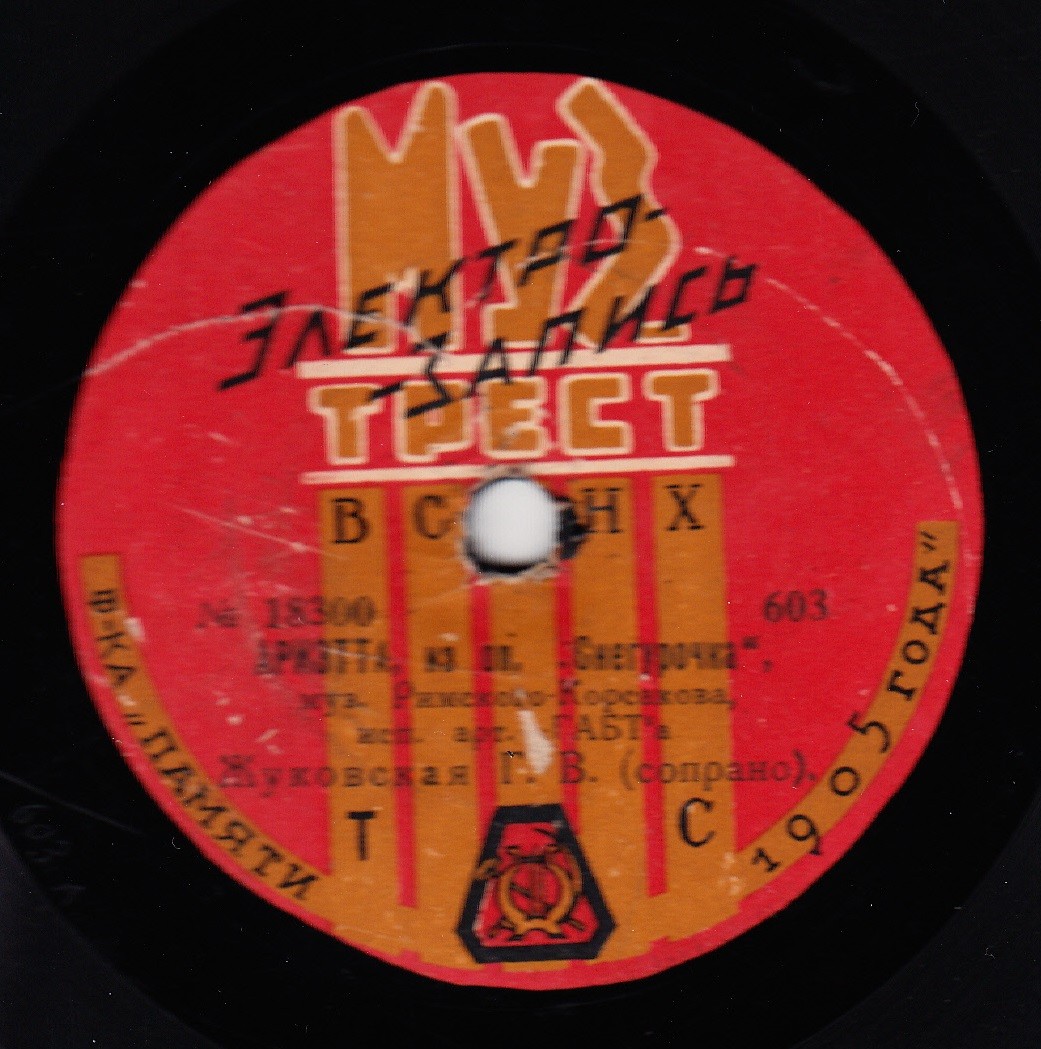 МУЗ
ЭЛЕКТРО-
-ЗАПИСЬ
ТРЕСТ
В С Н Х
№ 18300 603
АРИЭТТА, из оп. „Снегурочка“,
муз. Римского-Корсакова,
исп. арт. ГАБТ'а
Жуковская Г. В. (сопрано).
Т С
Ф-КА „ПАМЯТИ 1905 ГОДА“